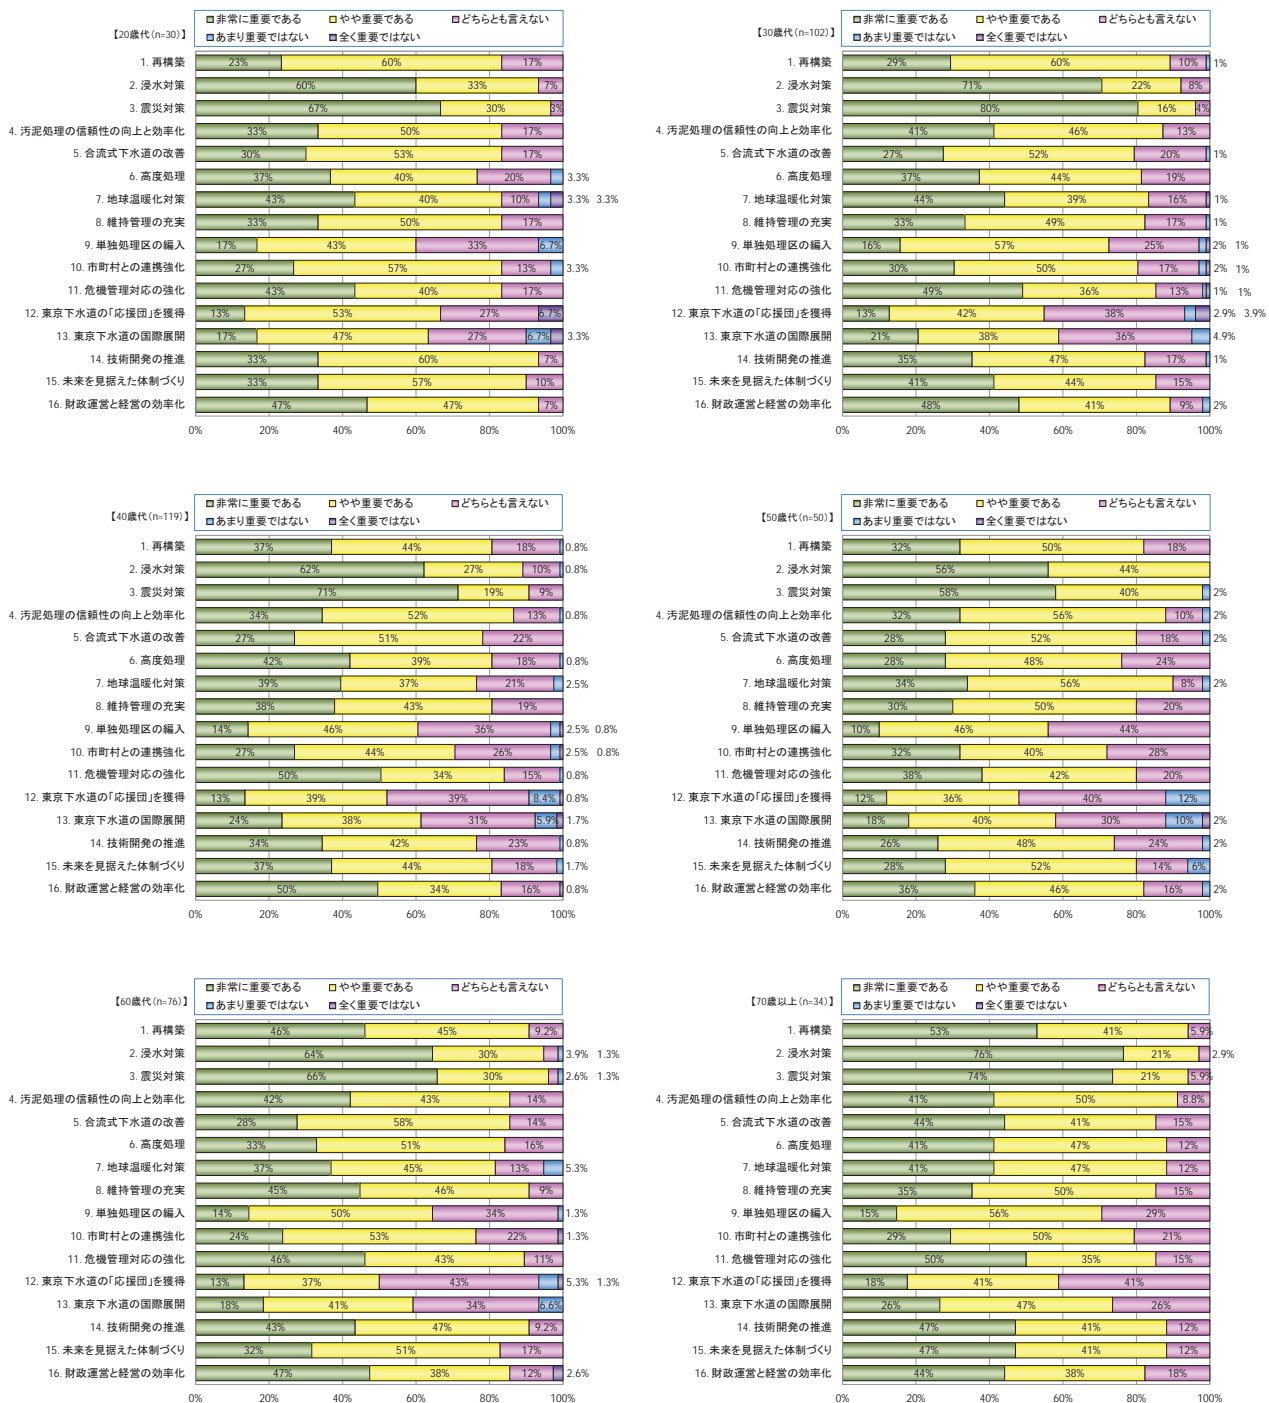 【20歳代(n=30)】
■非常に重要である ■やや重要である ■どちらとも言えない
■あまり重要ではない ■全く重要ではない
1. 再構築 23% 60% 17%
2. 浸水対策 60% 33% 7%
3. 震災対策 67% 30% 3%
4. 汚泥処理の信頼性の向上と効率化 33% 50% 17%
5. 合流式下水道の改善 30% 53% 17%
6. 高度処理 37% 40% 20% 3.3%
7. 地球温暖化対策 43% 40% 10% 3.3% 3.3%
8. 維持管理の充実 33% 50% 17%
9. 単独処理区の編入 17% 43% 33% 6.7%
10. 市町村との連携強化 27% 57% 13% 3.3%
11. 危機管理対応の強化 43% 40% 17%
12. 東京下水道の「応援団」を獲得 13% 53% 27% 6.7%
13. 東京下水道の国際展開 17% 47% 27% 6.7% 3.3%
14. 技術開発の推進 33% 60% 7%
15. 未来を見据えた体制づくり 33% 57% 10%
16. 財政運営と経営の効率化 47% 47% 7%
0% 20% 40% 60% 80% 100%
【30歳代(n=102)】
■非常に重要である ■やや重要である ■どちらとも言えない
■あまり重要ではない ■全く重要ではない
1. 再構築 29% 60% 10% 1%
2. 浸水対策 71% 22% 8%
3. 震災対策 80% 16% 4%
4. 汚泥処理の信頼性の向上と効率化 41% 46% 13%
5. 合流式下水道の改善 27% 52% 20% 1%
6. 高度処理 37% 44% 19%
7. 地球温暖化対策 44% 39% 16% 1%
8. 維持管理の充実 33% 49% 17% 1%
9. 単独処理区の編入 16% 57% 25% 2% 1%
10. 市町村との連携強化 30% 50% 17% 2% 1%
11. 危機管理対応の強化 49% 36% 13% 1% 1%
12. 東京下水道の「応援団」を獲得 13% 42% 38% 2.9% 3.9%
13. 東京下水道の国際展開 21% 38% 36% 4.9%
14. 技術開発の推進 35% 47% 17% 1%
15. 未来を見据えた体制づくり 41% 44% 15%
16. 財政運営と経営の効率化 48% 41% 9% 2%
0% 20% 40% 60% 80% 100%
【40歳代(n=119)】
■非常に重要である ■やや重要である ■どちらとも言えない
■あまり重要ではない ■全く重要ではない
1. 再構築 37% 44% 18% 0.8%
2. 浸水対策 62% 27% 10% 0.8%
3. 震災対策 71% 19% 9%
4. 汚泥処理の信頼性の向上と効率化 34% 52% 13% 0.8%
5. 合流式下水道の改善 27% 51% 22%
6. 高度処理 42% 39% 18% 0.8%
7. 地球温暖化対策 39% 37% 21% 2.5%
8. 維持管理の充実 38% 43% 19%
9. 単独処理区の編入 14% 46% 36% 2.5% 0.8%
10. 市町村との連携強化 27% 44% 26% 2.5% 0.8%
11. 危機管理対応の強化 50% 34% 15% 0.8%
12. 東京下水道の「応援団」を獲得 13% 39% 39% 8.4% 0.8%
13. 東京下水道の国際展開 24% 38% 31% 5.9% 1.7%
14. 技術開発の推進 34% 42% 23% 0.8%
15. 未来を見据えた体制づくり 37% 44% 18% 1.7%
16. 財政運営と経営の効率化 50% 34% 16% 0.8%
0% 20% 40% 60% 80% 100%
【50歳代(n=50)】
■非常に重要である ■やや重要である ■どちらとも言えない
■あまり重要ではない ■全く重要ではない
1. 再構築 32% 50% 18%
2. 浸水対策 56% 44%
3. 震災対策 58% 40% 2%
4. 汚泥処理の信頼性の向上と効率化 32% 56% 10% 2%
5. 合流式下水道の改善 28% 52% 18% 2%
6. 高度処理 28% 48% 24%
7. 地球温暖化対策 34% 56% 8% 2%
8. 維持管理の充実 30% 50% 20%
9. 単独処理区の編入 10% 46% 44%
10. 市町村との連携強化 32% 40% 28%
11. 危機管理対応の強化 38% 42% 20%
12. 東京下水道の「応援団」を獲得 12% 36% 40% 12%
13. 東京下水道の国際展開 18% 40% 30% 10% 2%
14. 技術開発の推進 26% 48% 24% 2%
15. 未来を見据えた体制づくり 28% 52% 14% 6%
16. 財政運営と経営の効率化 36% 46% 16% 2%
0% 20% 40% 60% 80% 100%
【60歳代(n=76)】
■非常に重要である ■やや重要である ■どちらとも言えない
■あまり重要ではない ■全く重要ではない
1. 再構築 46% 45% 9.2%
2. 浸水対策 64% 30% 3.9% 1.3%
3. 震災対策 66% 30% 2.6% 1.3%
4. 汚泥処理の信頼性の向上と効率化 42% 43% 14%
5. 合流式下水道の改善 28% 58% 14%
6. 高度処理 33% 51% 16%
7. 地球温暖化対策 37% 45% 13% 5.3%
8. 維持管理の充実 45% 46% 9%
9. 単独処理区の編入 14% 50% 34% 1.3%
10. 市町村との連携強化 24% 53% 22% 1.3%
11. 危機管理対応の強化 46% 43% 11%
12. 東京下水道の「応援団」を獲得 13% 37% 43% 5.3% 1.3%
13. 東京下水道の国際展開 18% 41% 34% 6.6%
14. 技術開発の推進 43% 47% 9.2%
15. 未来を見据えた体制づくり 32% 51% 17%
16. 財政運営と経営の効率化 47% 38% 12% 2.6%
0% 20% 40% 60% 80% 100%
【70歳以上(n=34)】
■非常に重要である ■やや重要である ■どちらとも言えない
■あまり重要ではない ■全く重要ではない
1. 再構築 53% 41% 5.9%
2. 浸水対策 76% 21% 2.9%
3. 震災対策 74% 21% 5.9%
4. 汚泥処理の信頼性の向上と効率化 41% 50% 8.8%
5. 合流式下水道の改善 44% 41% 15%
6. 高度処理 41% 47% 12%
7. 地球温暖化対策 41% 47% 12%
8. 維持管理の充実 35% 50% 15%
9. 単独処理区の編入 15% 56% 29%
10. 市町村との連携強化 29% 50% 21%
11. 危機管理対応の強化 50% 35% 15%
12. 東京下水道の「応援団」を獲得 18% 41% 41%
13. 東京下水道の国際展開 26% 47% 26%
14. 技術開発の推進 47% 41% 12%
15. 未来を見据えた体制づくり 47% 41% 12%
16. 財政運営と経営の効率化 44% 38% 18%
0% 20% 40% 60% 80% 100%